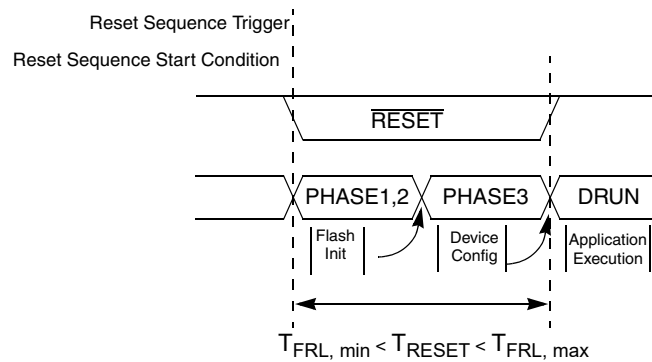 Reset Sequence Trigger
Reset Sequence Start Condition
RESET
PHASE1,2 PHASE3 DRUN
Flash Init Device Config Application Execution
TFRL, min < TRESET < TFRL, max